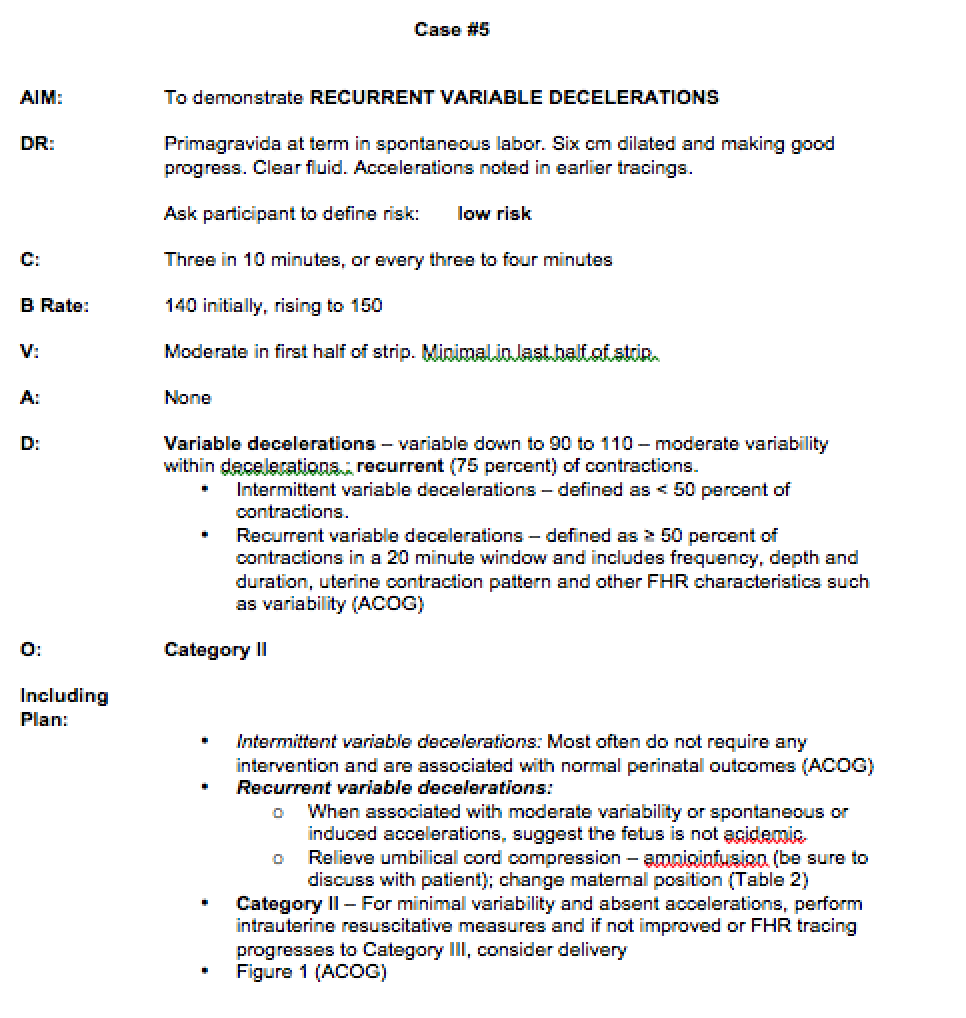 Case #5
AIM: To demonstrate RECURRENT VARIABLE DECELERATIONS
DR: Primagravida at term in spontaneous labor. Six cm dilated and making good
progress. Clear fluid. Accelerations noted in earlier tracings.
Ask participant to define risk: low risk
C: Three in 10 minutes, or every three to four minutes
B Rate: 140 initially, rising to 150
V: Moderate in first half of strip. Minimal in last half of strip.
A: None
D: Variable decelerations – variable down to 90 to 110 – moderate variability
within decelerations.; recurrent (75 percent) of contractions.
• Intermittent variable decelerations – defined as < 50 percent of
contractions.
• Recurrent variable decelerations – defined as ≥ 50 percent of
contractions in a 20 minute window and includes frequency, depth and
duration, uterine contraction pattern and other FHR characteristics such
as variability (ACOG)
O: Category II
Including
Plan:
• Intermittent variable decelerations: Most often do not require any
intervention and are associated with normal perinatal outcomes (ACOG)
• Recurrent variable decelerations:
o When associated with moderate variability or spontaneous or
induced accelerations, suggest the fetus is not acidemic.
o Relieve umbilical cord compression – amnioinfusion (be sure to
discuss with patient); change maternal position (Table 2)
• Category II – For minimal variability and absent accelerations, perform
intrauterine resuscitative measures and if not improved or FHR tracing
progresses to Category III, consider delivery
• Figure 1 (ACOG)